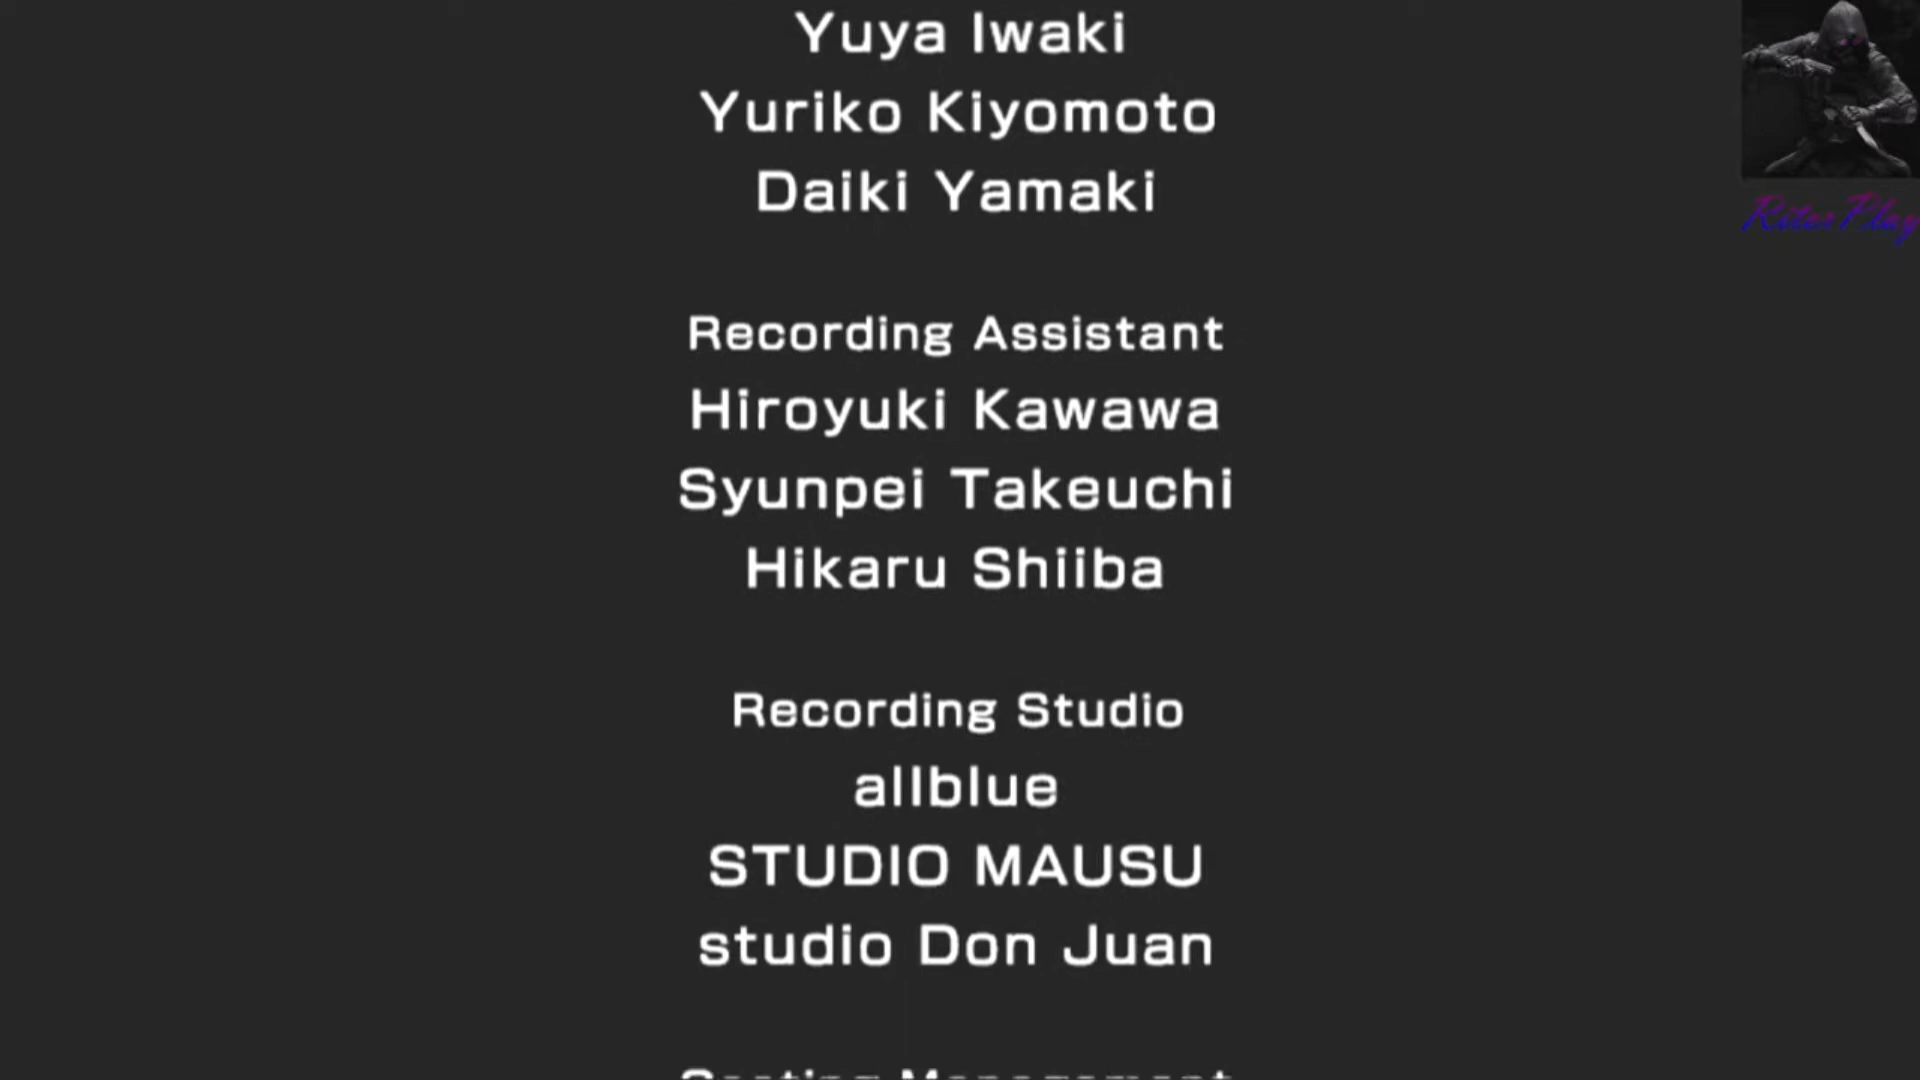 Yuya Iwaki
Yuriko Kiyomoto
Daiki Yamaki
Recording Assistant
Hiroyuki Kawawa
Syunpei Takeuchi
Hikaru Shiiba
Recording Studio
allblue
STUDIO MAUSU
studio Don Juan